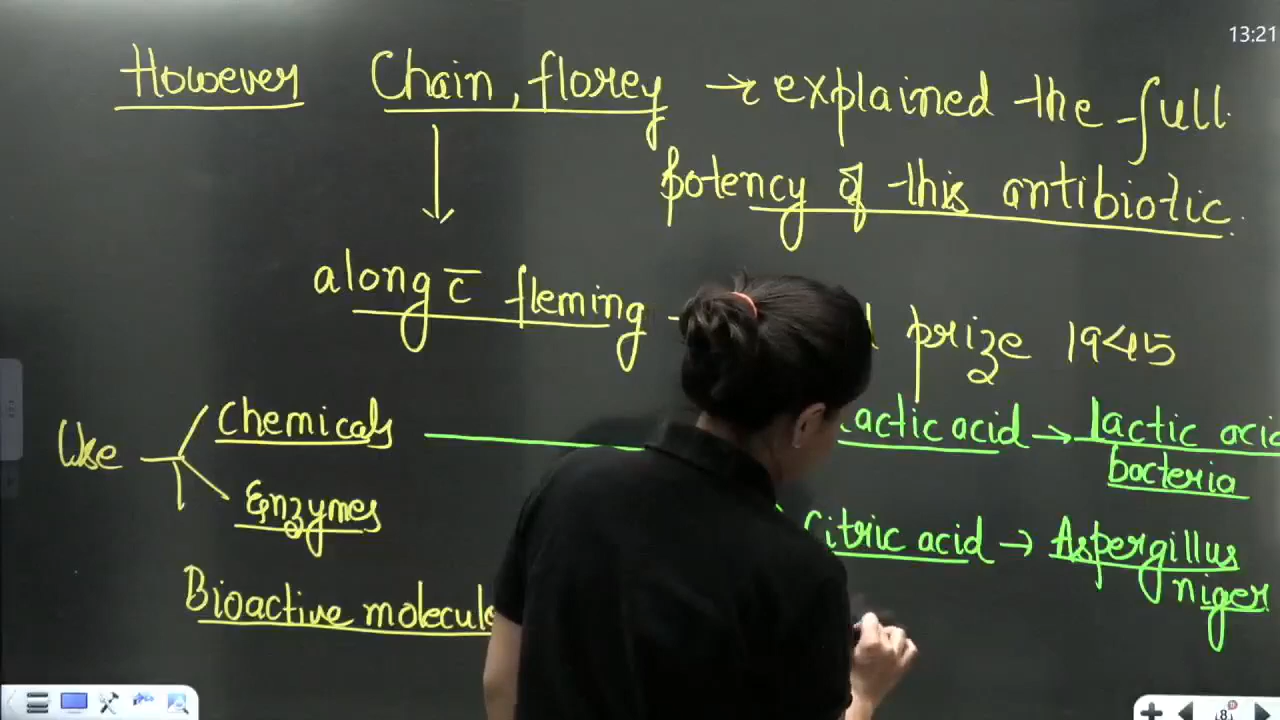 13:21
However Chain, florey → explained the full
potency of this antibiotic.
along c̄ fleming - prize 1945
Use Chemicals actic acid → lactic acid
bacteria
Enzymes citric acid → Aspergillus
niger
Bioactive molecule
8